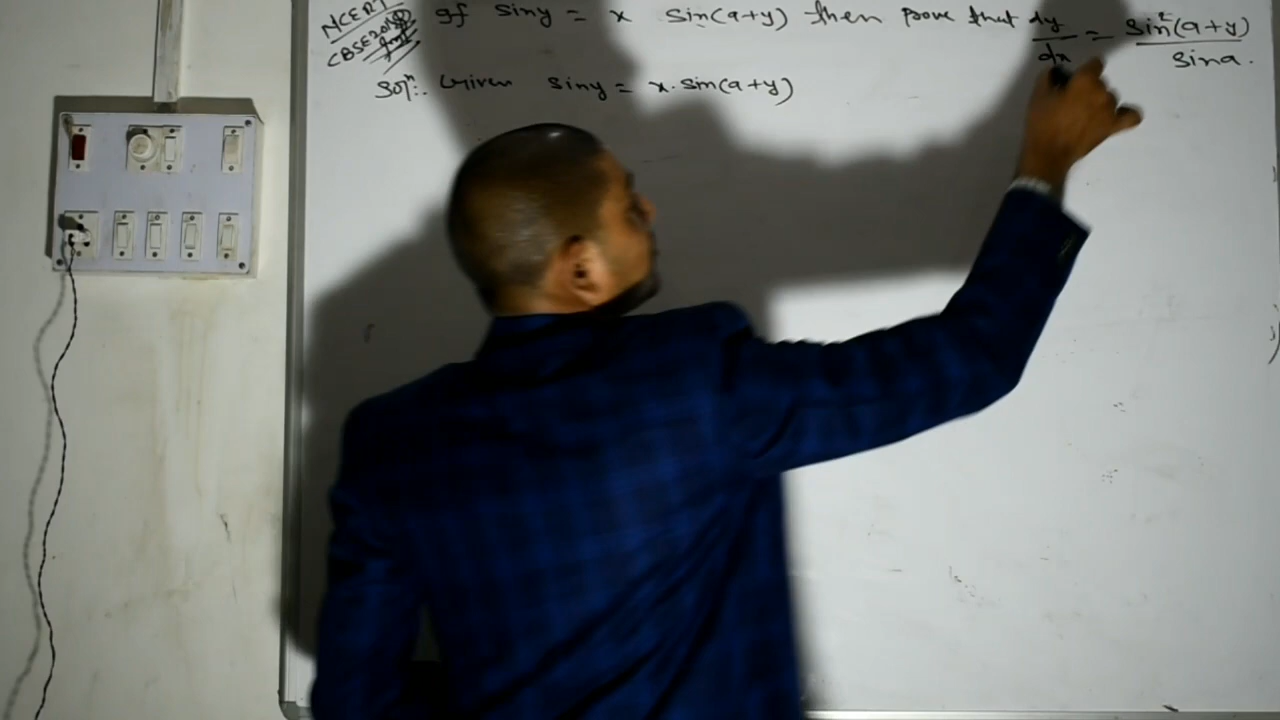 NCERT If siny = x sin(a+y) then prove that dy/dx = sin²(a+y)/sina.
CBSE
Solⁿ:. Given siny = x.sin(a+y)